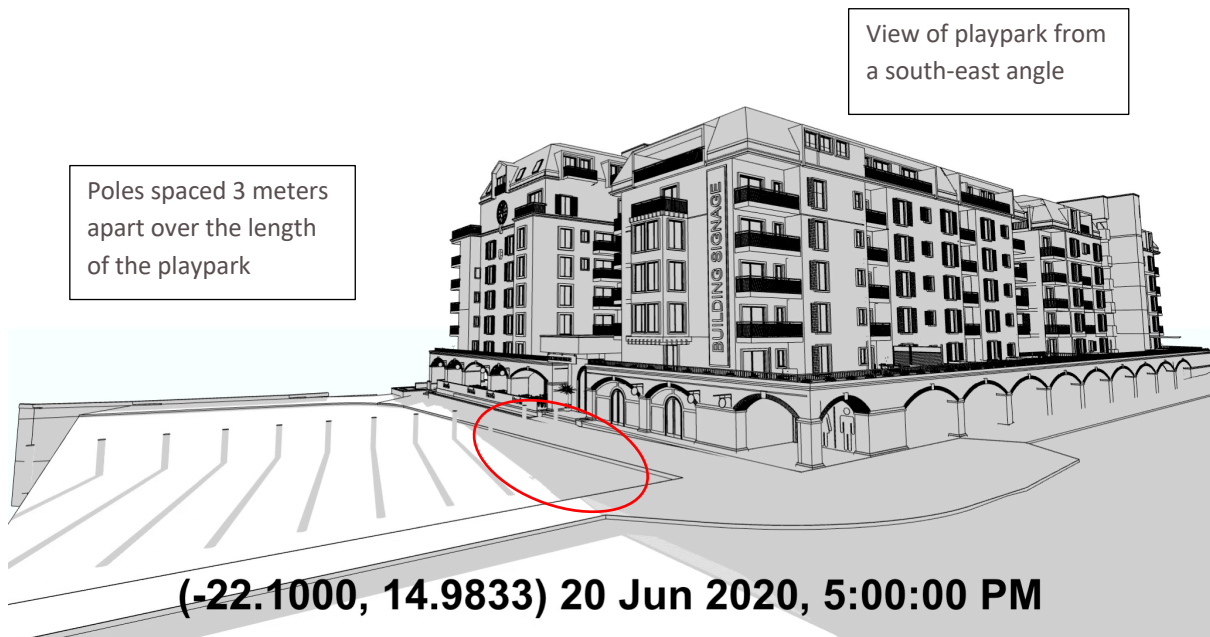 View of playpark from
a south-east angle
Poles spaced 3 meters
apart over the length
of the playpark
BUILDING SIGNAGE
(-22.1000, 14.9833) 20 Jun 2020, 5:00:00 PM